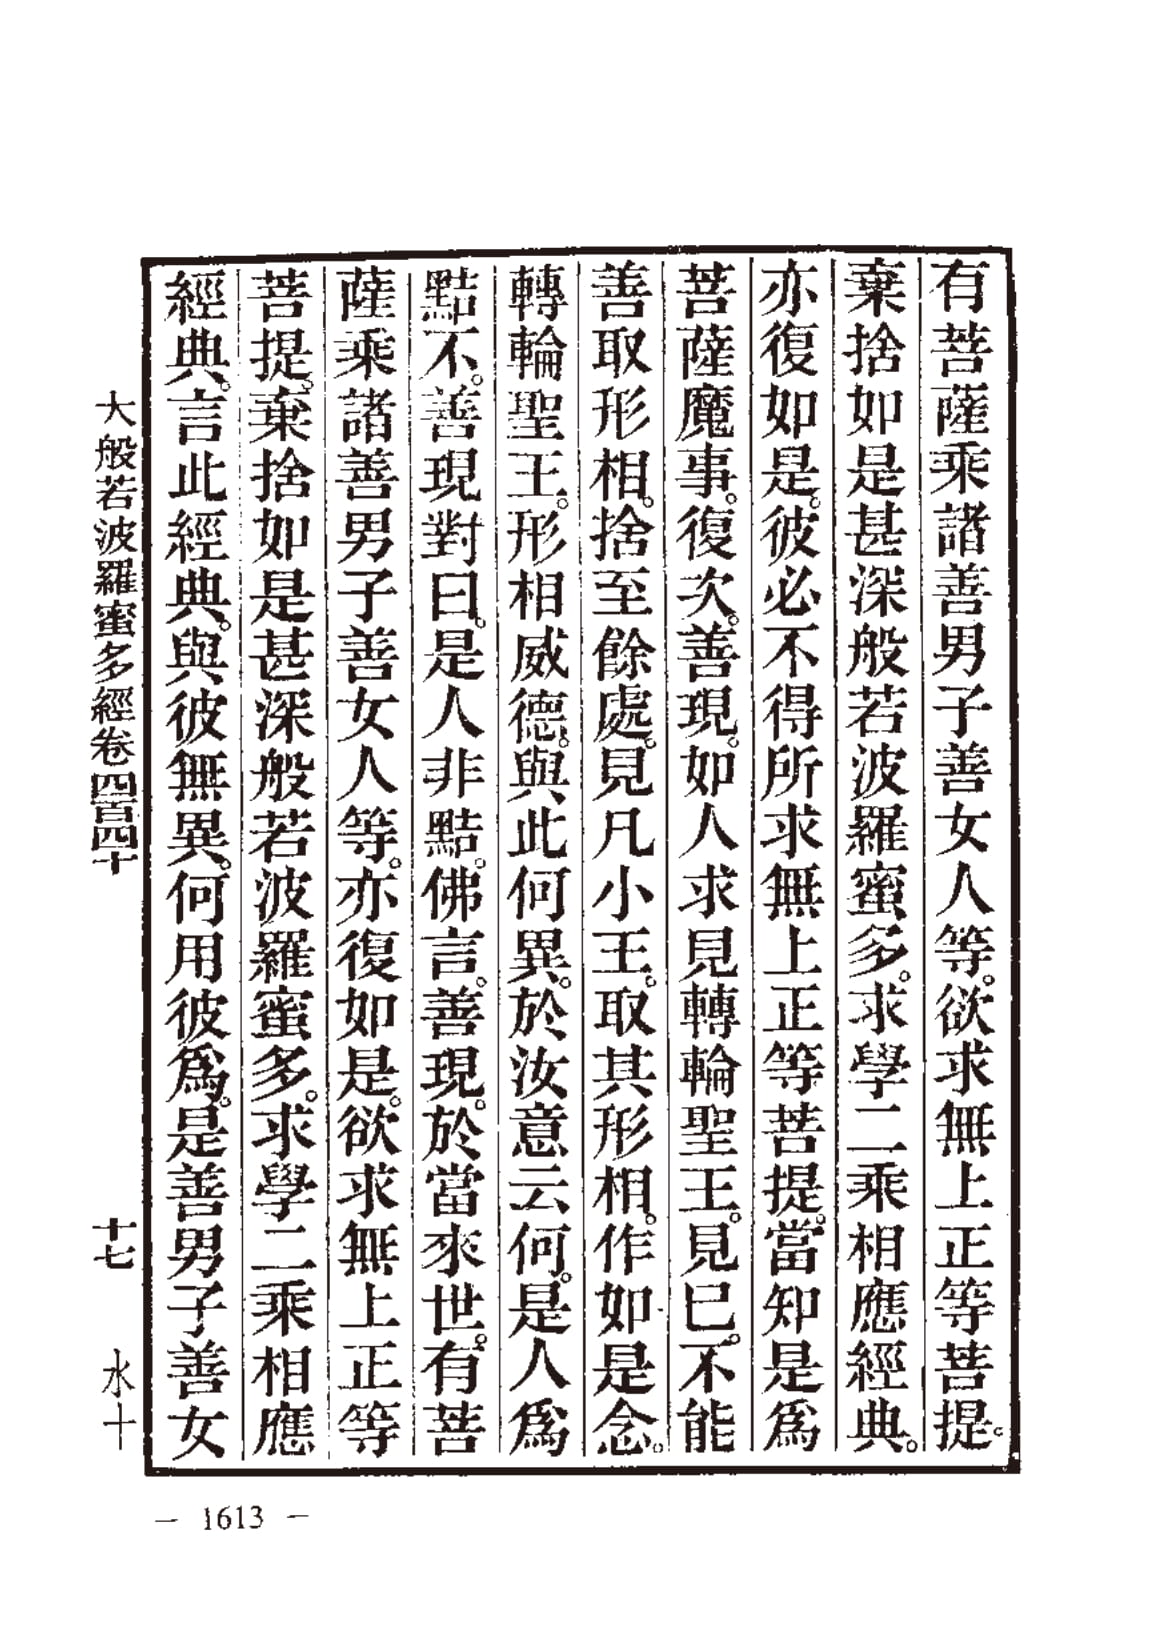 有菩薩乘諸善男子善女人等。欲求無上正等菩提。
棄捨如是甚深般若波羅蜜多。求學二乘相應經典。
亦復如是。彼必不得所求無上正等菩提。當知是爲
菩薩魔事。復次。善現。如人求見轉輪聖王。見已。不能
善取形相。捨至餘處。見凡小王。取其形相。作如是念。
轉輪聖王。形相威德。與此何異。於汝意云何。是人爲
黠不。善現對曰。是人非黠。佛言。善現。於當來世。有菩
薩乘諸善男子善女人等。亦復如是。欲求無上正等
菩提。棄捨如是甚深般若波羅蜜多。求學二乘相應
經典。言此經典。與彼無異。何用彼爲。是善男子善女
大般若波羅蜜多經卷四百四十 十七 水十
— 1613 —